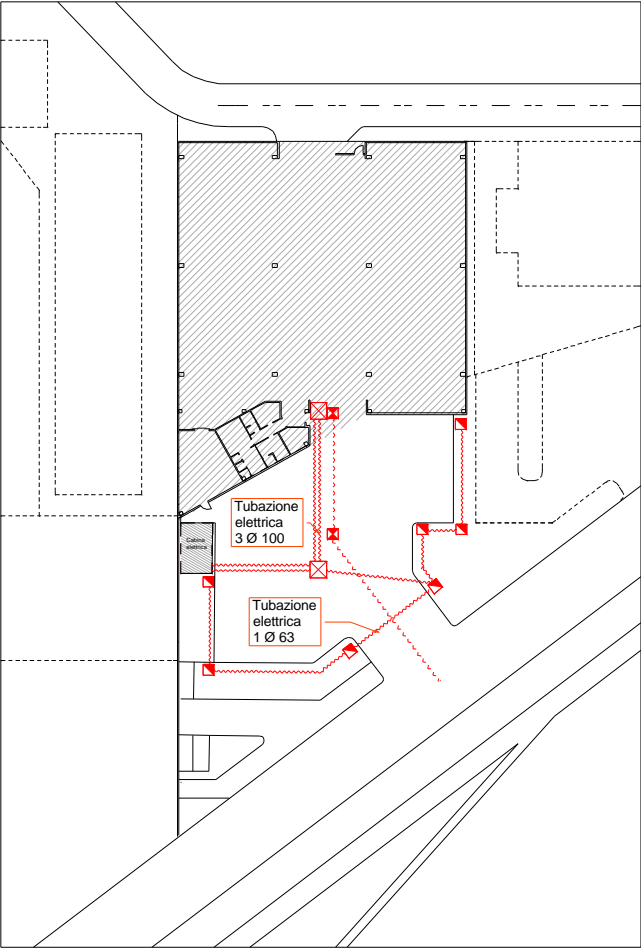 Tubazione
elettrica
3 Ø 100
Cabina
elettrica
Tubazione
elettrica
1 Ø 63